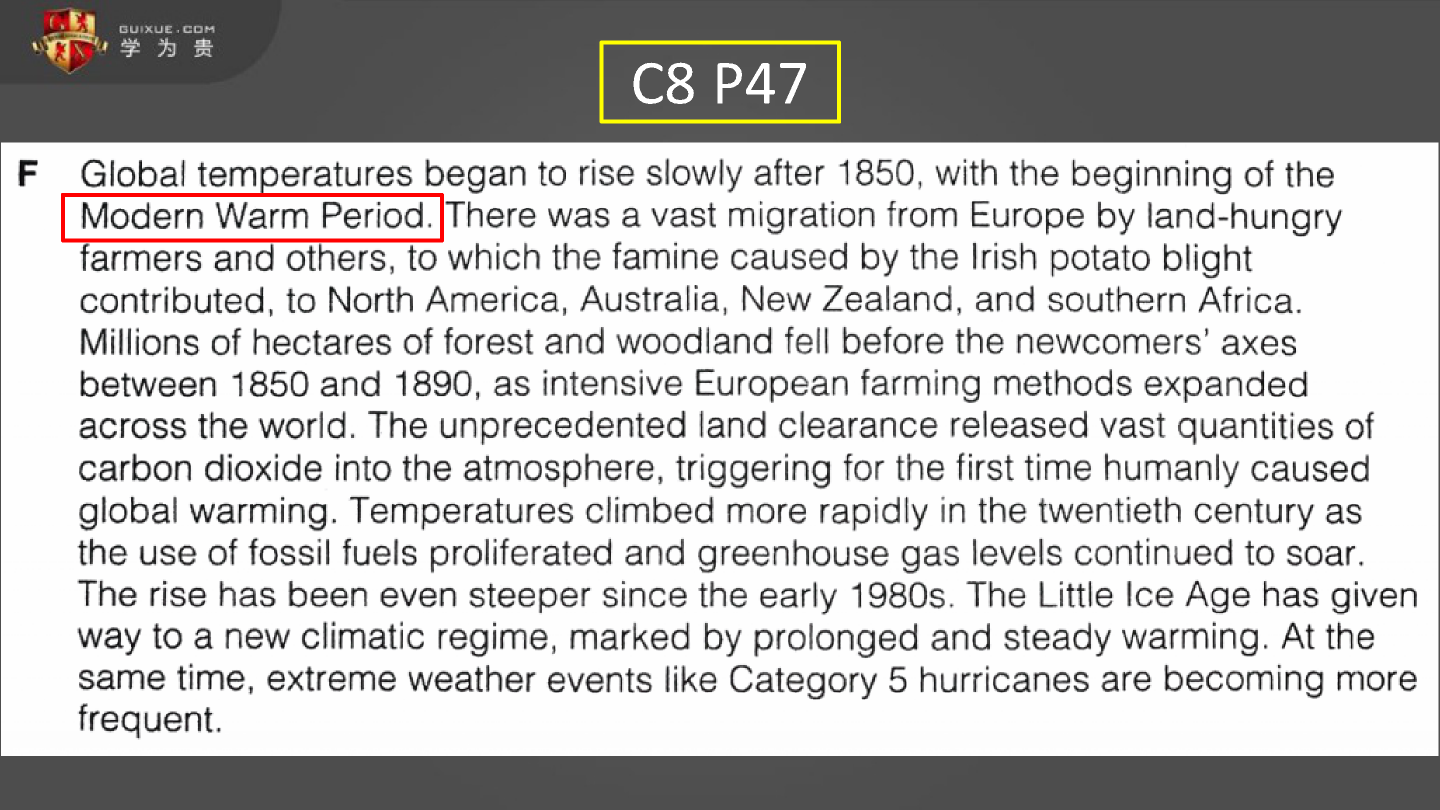 GUIXUE.COM
学为贵
C8 P47
F Global temperatures began to rise slowly after 1850, with the beginning of the
Modern Warm Period. There was a vast migration from Europe by land-hungry
farmers and others, to which the famine caused by the Irish potato blight
contributed, to North America, Australia, New Zealand, and southern Africa.
Millions of hectares of forest and woodland fell before the newcomers' axes
between 1850 and 1890, as intensive European farming methods expanded
across the world. The unprecedented land clearance released vast quantities of
carbon dioxide into the atmosphere, triggering for the first time humanly caused
global warming. Temperatures climbed more rapidly in the twentieth century as
the use of fossil fuels proliferated and greenhouse gas levels continued to soar.
The rise has been even steeper since the early 1980s. The Little Ice Age has given
way to a new climatic regime, marked by prolonged and steady warming. At the
same time, extreme weather events like Category 5 hurricanes are becoming more
frequent.